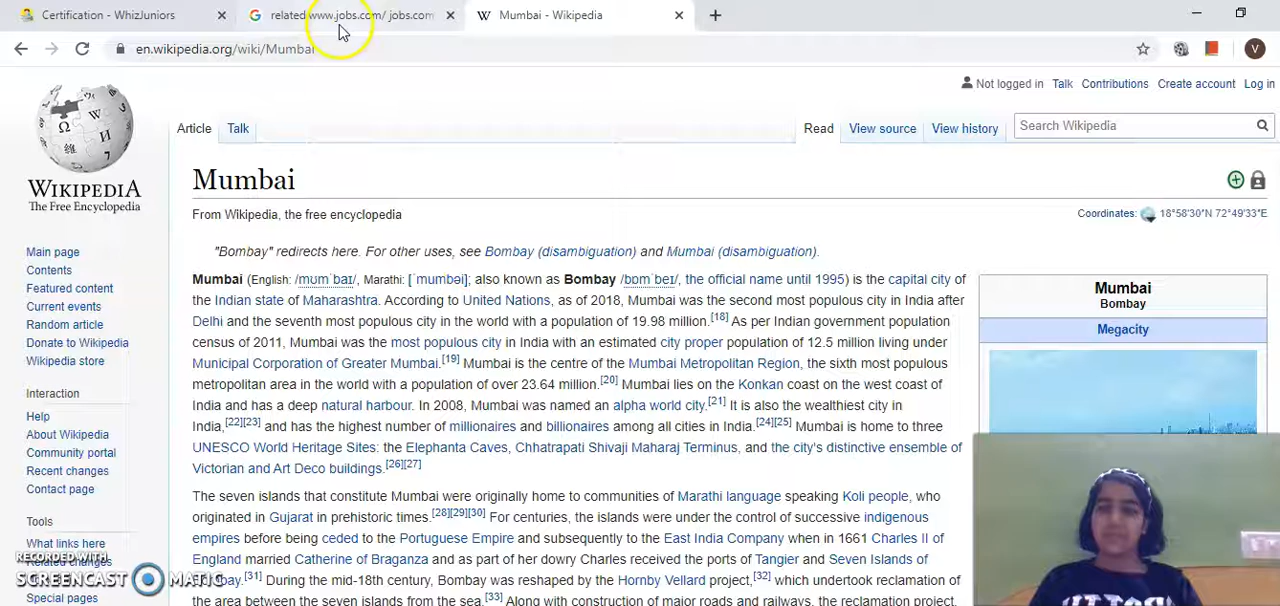 Certification - WhizJuniors
related:www.jobs.com/ jobs.com
Mumbai - Wikipedia
en.wikipedia.org/wiki/Mumbai
V
Not logged in Talk Contributions Create account Log in
Article Talk Read View source View history Search Wikipedia
WIKIPEDIA
The Free Encyclopedia
Mumbai
From Wikipedia, the free encyclopedia
Coordinates: 18°58′30″N 72°49′33″E
"Bombay" redirects here. For other uses, see Bombay (disambiguation) and Mumbai (disambiguation).
Mumbai (English: /mʊmˈbaɪ/, Marathi: [ˈmumbəi]; also known as Bombay /bɒmˈbeɪ/, the official name until 1995) is the capital city of
the Indian state of Maharashtra. According to United Nations, as of 2018, Mumbai was the second most populous city in India after
Delhi and the seventh most populous city in the world with a population of 19.98 million.[18] As per Indian government population
census of 2011, Mumbai was the most populous city in India with an estimated city proper population of 12.5 million living under
Municipal Corporation of Greater Mumbai.[19] Mumbai is the centre of the Mumbai Metropolitan Region, the sixth most populous
metropolitan area in the world with a population of over 23.64 million.[20] Mumbai lies on the Konkan coast on the west coast of
India and has a deep natural harbour. In 2008, Mumbai was named an alpha world city.[21] It is also the wealthiest city in
India,[22][23] and has the highest number of millionaires and billionaires among all cities in India.[24][25] Mumbai is home to three
UNESCO World Heritage Sites: the Elephanta Caves, Chhatrapati Shivaji Maharaj Terminus, and the city's distinctive ensemble of
Victorian and Art Deco buildings.[26][27]
The seven islands that constitute Mumbai were originally home to communities of Marathi language speaking Koli people, who
originated in Gujarat in prehistoric times.[28][29][30] For centuries, the islands were under the control of successive indigenous
empires before being ceded to the Portuguese Empire and subsequently to the East India Company when in 1661 Charles II of
England married Catherine of Braganza and as part of her dowry Charles received the ports of Tangier and Seven Islands of
Bombay.[31] During the mid-18th century, Bombay was reshaped by the Hornby Vellard project,[32] which undertook reclamation of
the area between the seven islands from the sea.[33] Along with construction of major roads and railways, the reclamation project,
Mumbai
Bombay
Megacity
Main page
Contents
Featured content
Current events
Random article
Donate to Wikipedia
Wikipedia store
Interaction
Help
About Wikipedia
Community portal
Recent changes
Contact page
Tools
What links here
Related changes
Special pages
RECORDED WITH
SCREENCAST MATIC